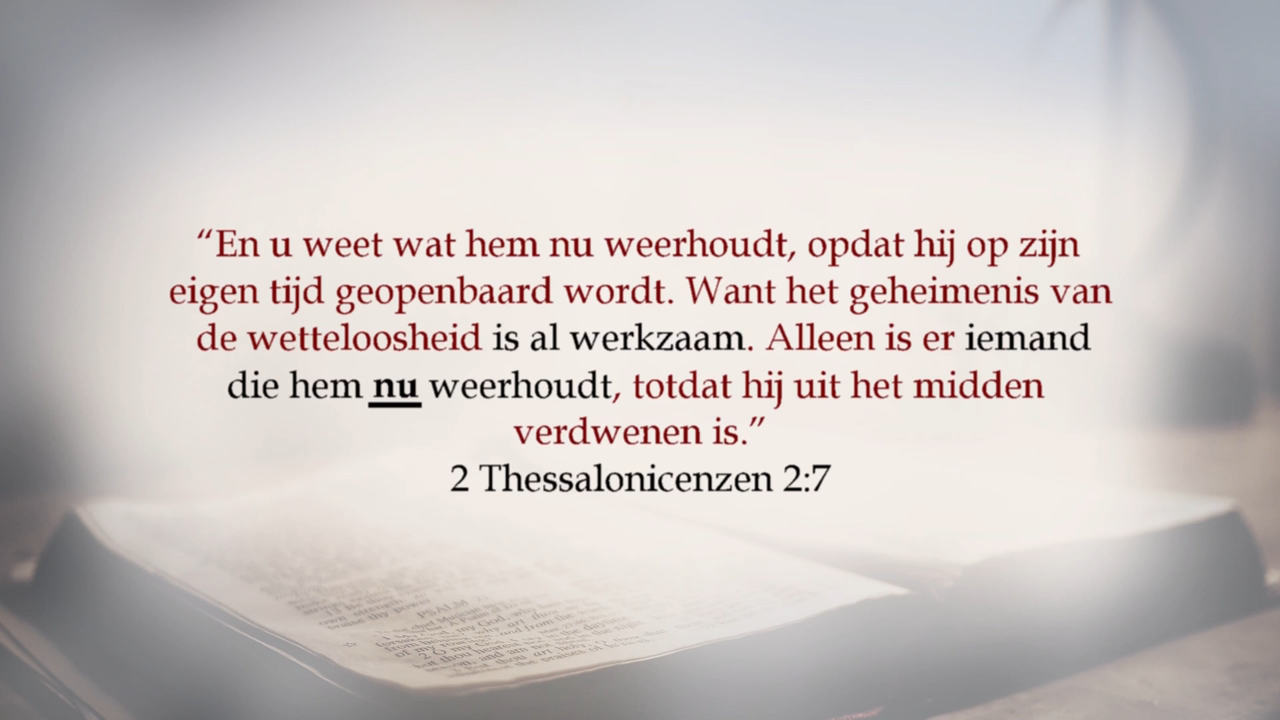 “En u weet wat hem nu weerhoudt, opdat hij op zijn
eigen tijd geopenbaard wordt. Want het geheimenis van
de wetteloosheid is al werkzaam. Alleen is er iemand
die hem nu weerhoudt, totdat hij uit het midden
verdwenen is.”
2 Thessalonicenzen 2:7
PSALM